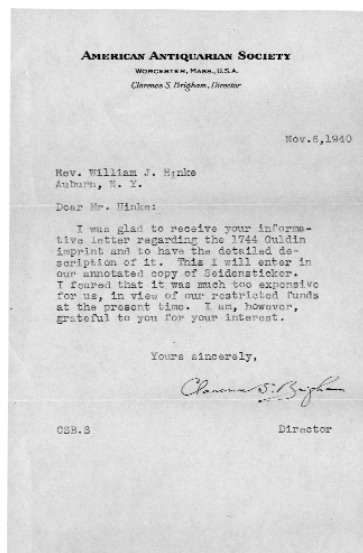 AMERICAN ANTIQUARIAN SOCIETY
WORCESTER, MASS., U.S.A.
Clarence S. Brigham, Director
Nov.6,1940
Rev. William J. Hinke
Auburn, N. Y.
Dear Mr. Hinke:
I was glad to receive your informa-
tive letter regarding the 1744 Guldin
imprint and to have the detailed de-
scription of it. This I will enter in
our annotated copy of Seidensticker.
I feared that it was much too expensive
for us, in view of our restricted funds
at the present time. I am, however,
grateful to you for your interest.
Yours sincerely,
Clarence S. Brigham
CSB.S Director